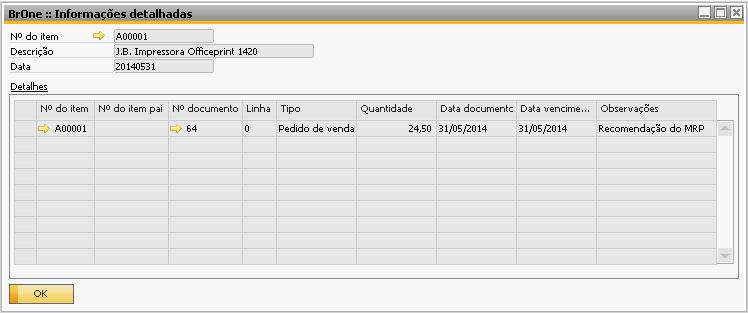 BrOne :: Informações detalhadas
Nº do item A00001
Descrição J.B. Impressora Officeprint 1420
Data 20140531
Detalhes
Nº do item Nº do item pai Nº documento Linha Tipo Quantidade Data documentc Data vencime... Observações
A00001 64 0 Pedido de venda 24,50 31/05/2014 31/05/2014 Recomendação do MRP
OK